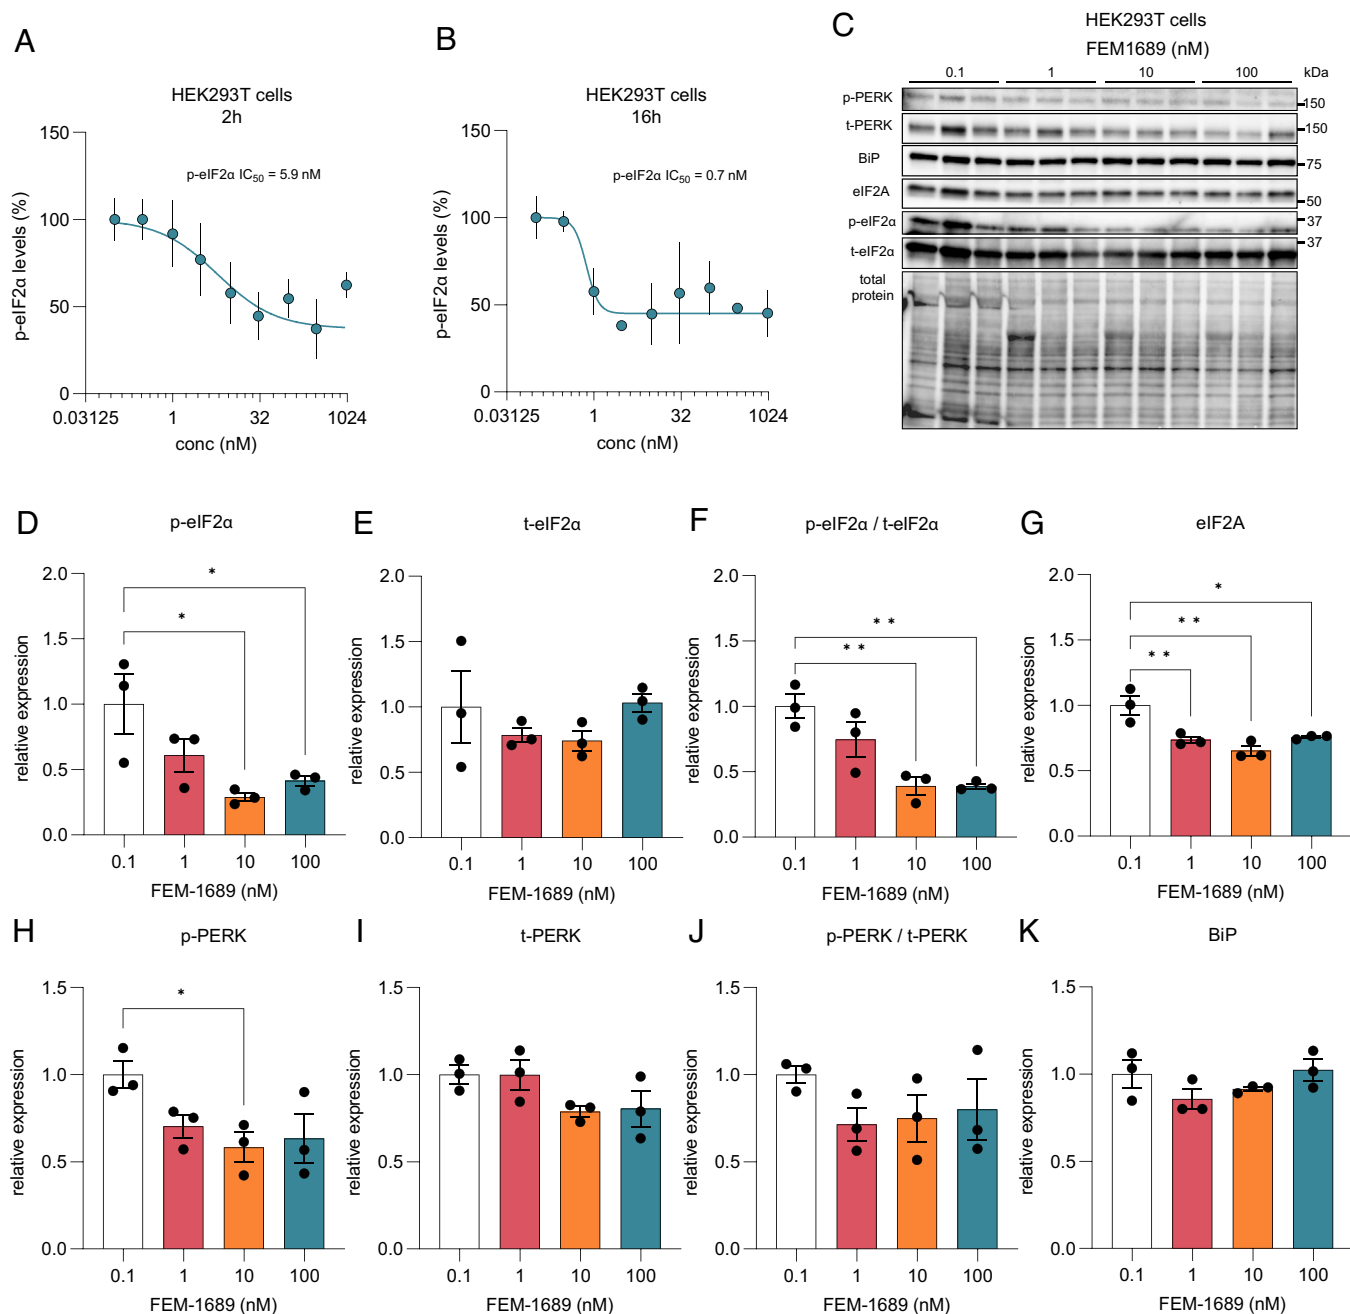 A
HEK293T cells
2h
p-eIF2α IC50 = 5.9 nM
p-eIF2α levels (%)
150
100
50
0
0.03125
1
32
1024
conc (nM)
B
HEK293T cells
16h
p-eIF2α IC50 = 0.7 nM
p-eIF2α levels (%)
150
100
50
0
0.03125
1
32
1024
conc (nM)
C
HEK293T cells
FEM1689 (nM)
0.1 1 10 100 kDa
p-PERK 150
t-PERK 150
BiP 75
eIF2A 50
p-eIF2α 37
t-eIF2α 37
total
protein
D
p-eIF2α
relative expression
2.0
1.5
1.0
0.5
0.0
*
*
0.1 1 10 100
FEM-1689 (nM)
E
t-eIF2α
relative expression
2.0
1.5
1.0
0.5
0.0
0.1 1 10 100
FEM-1689 (nM)
F
p-eIF2α / t-eIF2α
relative expression
2.0
1.5
1.0
0.5
0.0
* *
* *
0.1 1 10 100
FEM-1689 (nM)
G
eIF2A
relative expression
2.0
1.5
1.0
0.5
0.0
*
* *
* *
0.1 1 10 100
FEM-1689 (nM)
H
p-PERK
relative expression
1.5
1.0
0.5
0.0
*
0.1 1 10 100
FEM-1689 (nM)
I
t-PERK
relative expression
1.5
1.0
0.5
0.0
0.1 1 10 100
FEM-1689 (nM)
J
p-PERK / t-PERK
relative expression
1.5
1.0
0.5
0.0
0.1 1 10 100
FEM-1689 (nM)
K
BiP
relative expression
1.5
1.0
0.5
0.0
0.1 1 10 100
FEM-1689 (nM)